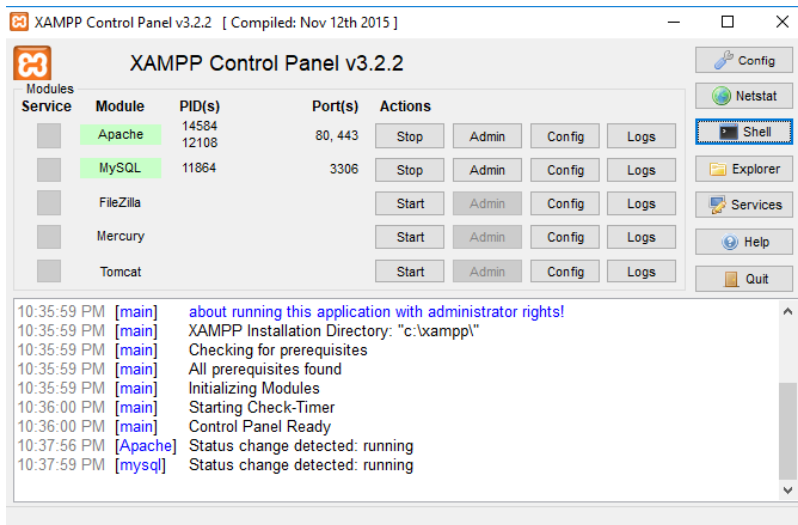 XAMPP Control Panel v3.2.2 [ Compiled: Nov 12th 2015 ]
XAMPP Control Panel v3.2.2
Config
Modules
Service Module PID(s) Port(s) Actions
Netstat
Apache 14584 12108 80, 443 Stop Admin Config Logs
Shell
MySQL 11864 3306 Stop Admin Config Logs
Explorer
FileZilla Start Admin Config Logs
Services
Mercury Start Admin Config Logs
Help
Tomcat Start Admin Config Logs
Quit
10:35:59 PM [main] about running this application with administrator rights!
10:35:59 PM [main] XAMPP Installation Directory: "c:\xampp\"
10:35:59 PM [main] Checking for prerequisites
10:35:59 PM [main] All prerequisites found
10:35:59 PM [main] Initializing Modules
10:36:00 PM [main] Starting Check-Timer
10:36:00 PM [main] Control Panel Ready
10:37:56 PM [Apache] Status change detected: running
10:37:59 PM [mysql] Status change detected: running